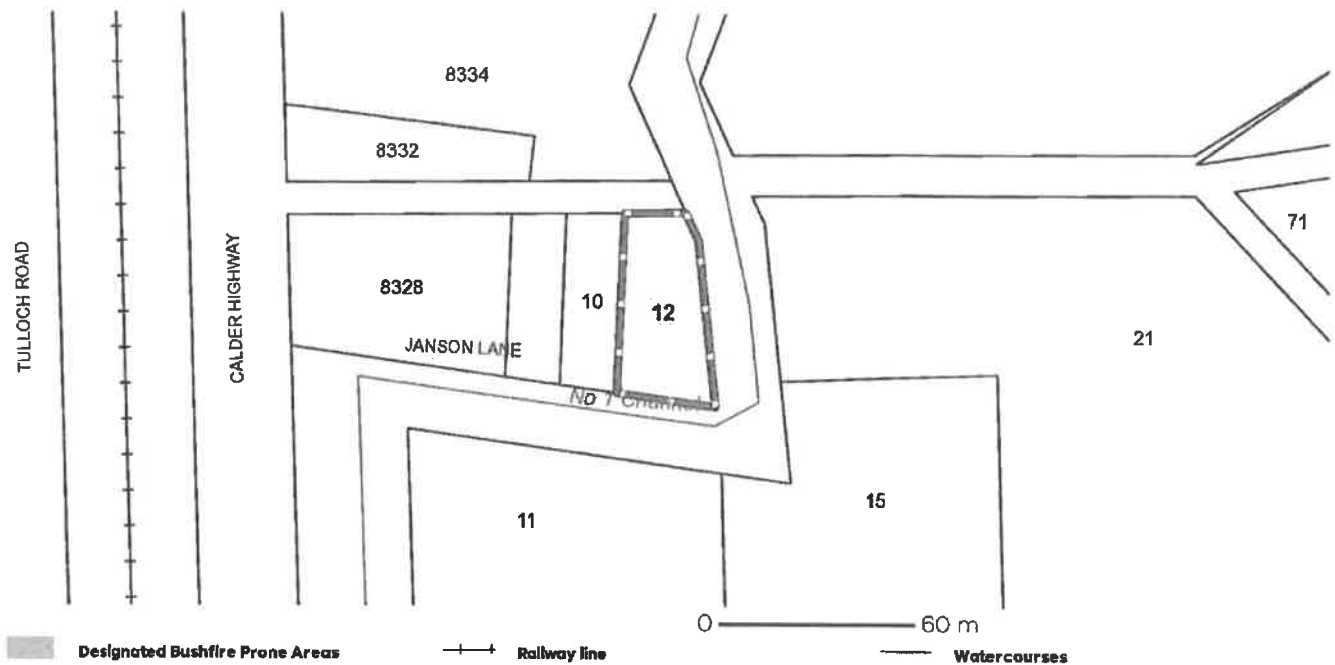 8334
8332
TULLOCH ROAD
CALDER HIGHWAY
8328
10
12
71
21
JANSON LANE
No 1 Channel
11
15
0 60 m
Designated Bushfire Prone Areas
Railway line
Watercourses